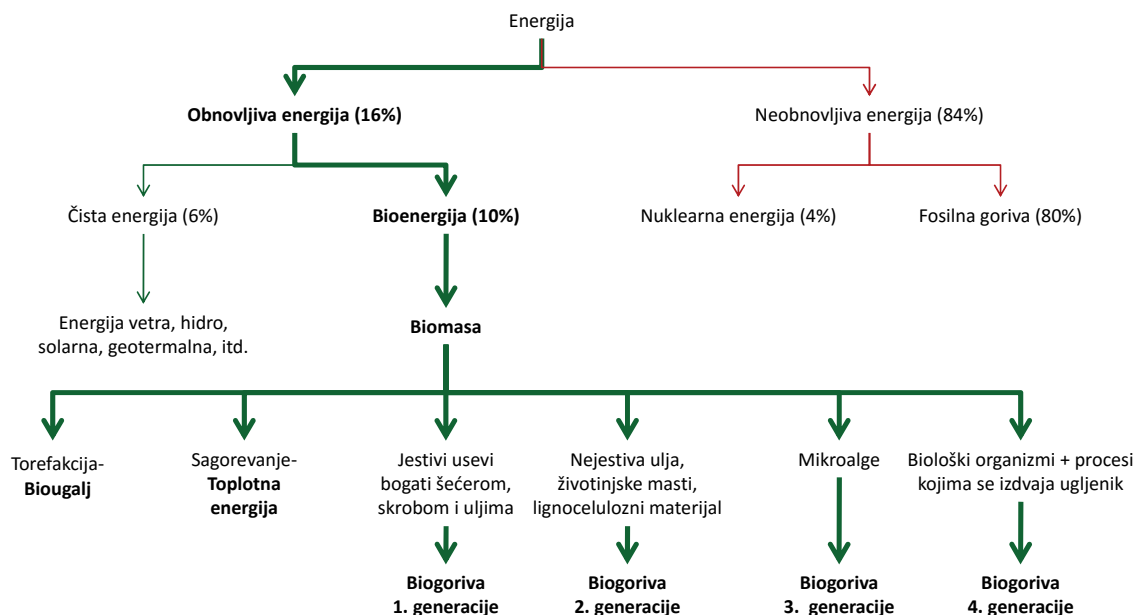 Energija
Obnovljiva energija (16%)
Neobnovljiva energija (84%)
Čista energija (6%)
Bioenergija (10%)
Nuklearna energija (4%)
Fosilna goriva (80%)
Energija vetra, hidro,
solarna, geotermalna, itd.
Biomasa
Torefakcija-
Biougalj
Sagorevanje-
Toplotna
energija
Jestivi usevi
bogati šećerom,
skrobom i uljima
Nejestiva ulja,
životinjske masti,
lignocelulozni materijal
Mikroalge
Biološki organizmi + procesi
kojima se izdvaja ugljenik
Biogoriva
1. generacije
Biogoriva
2. generacije
Biogoriva
3. generacije
Biogoriva
4. generacije